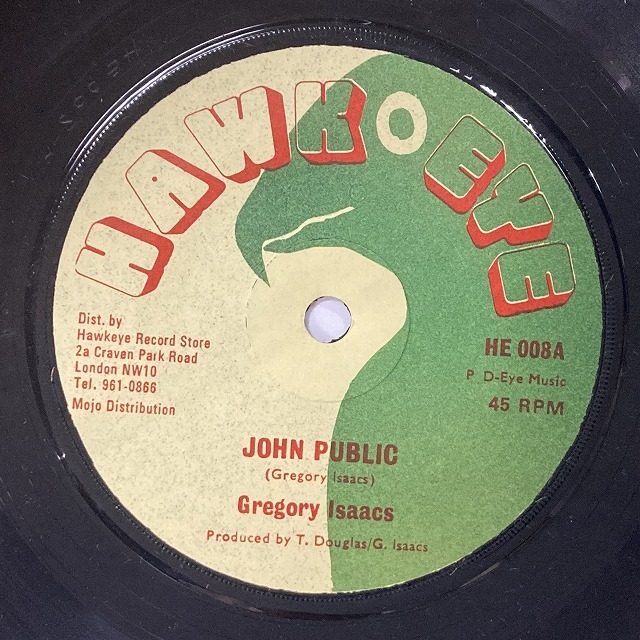 HAWK EYE
Dist. by
Hawkeye Record Store
2a Craven Park Road
London NW10
Tel. 961-0866
Mojo Distribution
HE 008A
P D-Eye Music
45 RPM
JOHN PUBLIC
(Gregory Isaacs)
Gregory Isaacs
Produced by T. Douglas/G. Isaacs